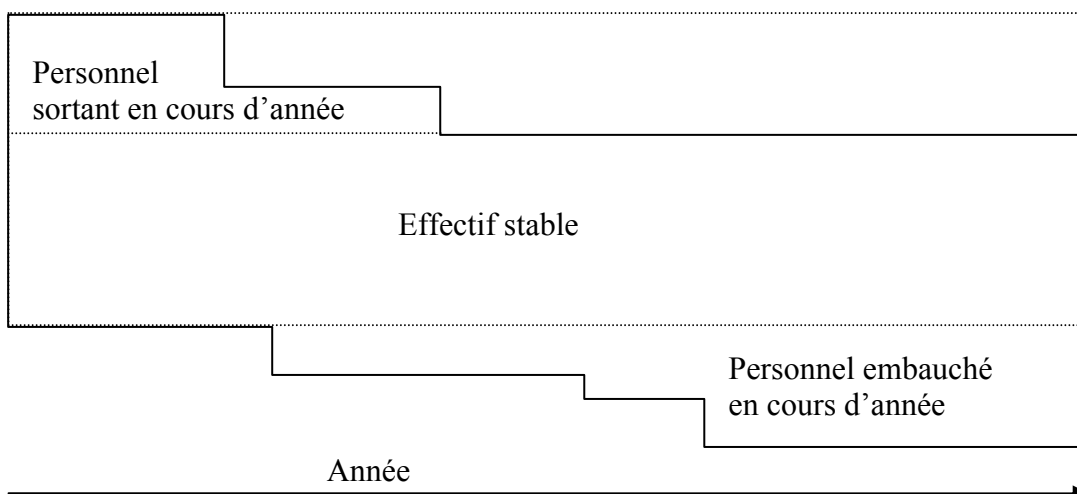 Personnel
sortant en cours d’année
Effectif stable
Personnel embauché
en cours d’année
Année